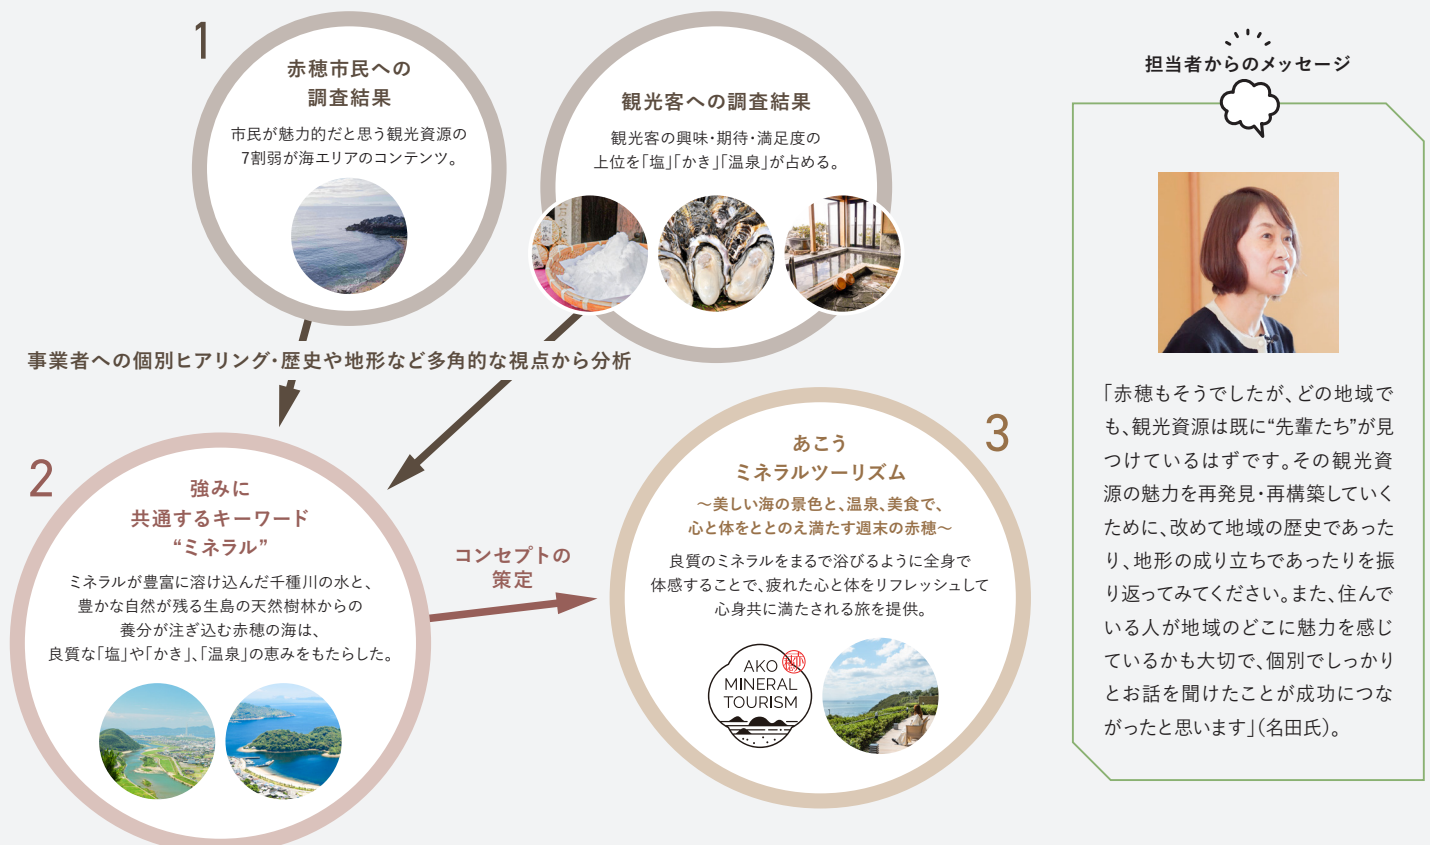 1
赤穂市民への
調査結果
市民が魅力的だと思う観光資源の
7割弱が海エリアのコンテンツ。
観光客への調査結果
観光客の興味・期待・満足度の
上位を「塩」「かき」「温泉」が占める。
事業者への個別ヒアリング・歴史や地形など多角的な視点から分析
2
強みに
共通するキーワード
“ミネラル”
ミネラルが豊富に溶け込んだ千種川の水と、
豊かな自然が残る生島の天然樹林からの
養分が注ぎ込む赤穂の海は、
良質な「塩」や「かき」、「温泉」の恵みをもたらした。
コンセプトの
策定
3
あこう
ミネラルツーリズム
〜美しい海の景色と、温泉、美食で、
心と体をととのえ満たす週末の赤穂〜
良質のミネラルをまるで浴びるように全身で
体感することで、疲れた心と体をリフレッシュして
心身共に満たされる旅を提供。
AKO
MINERAL
TOURISM
担当者からのメッセージ
「赤穂もそうでしたが、どの地域で
も、観光資源は既に“先輩たち”が見
つけているはずです。その観光資
源の魅力を再発見・再構築していく
ために、改めて地域の歴史であった
り、地形の成り立ちであったりを振
り返ってみてください。また、住んで
いる人が地域のどこに魅力を感じ
ているかも大切で、個別でしっかり
とお話を聞けたことが成功につな
がったと思います」（名田氏）。